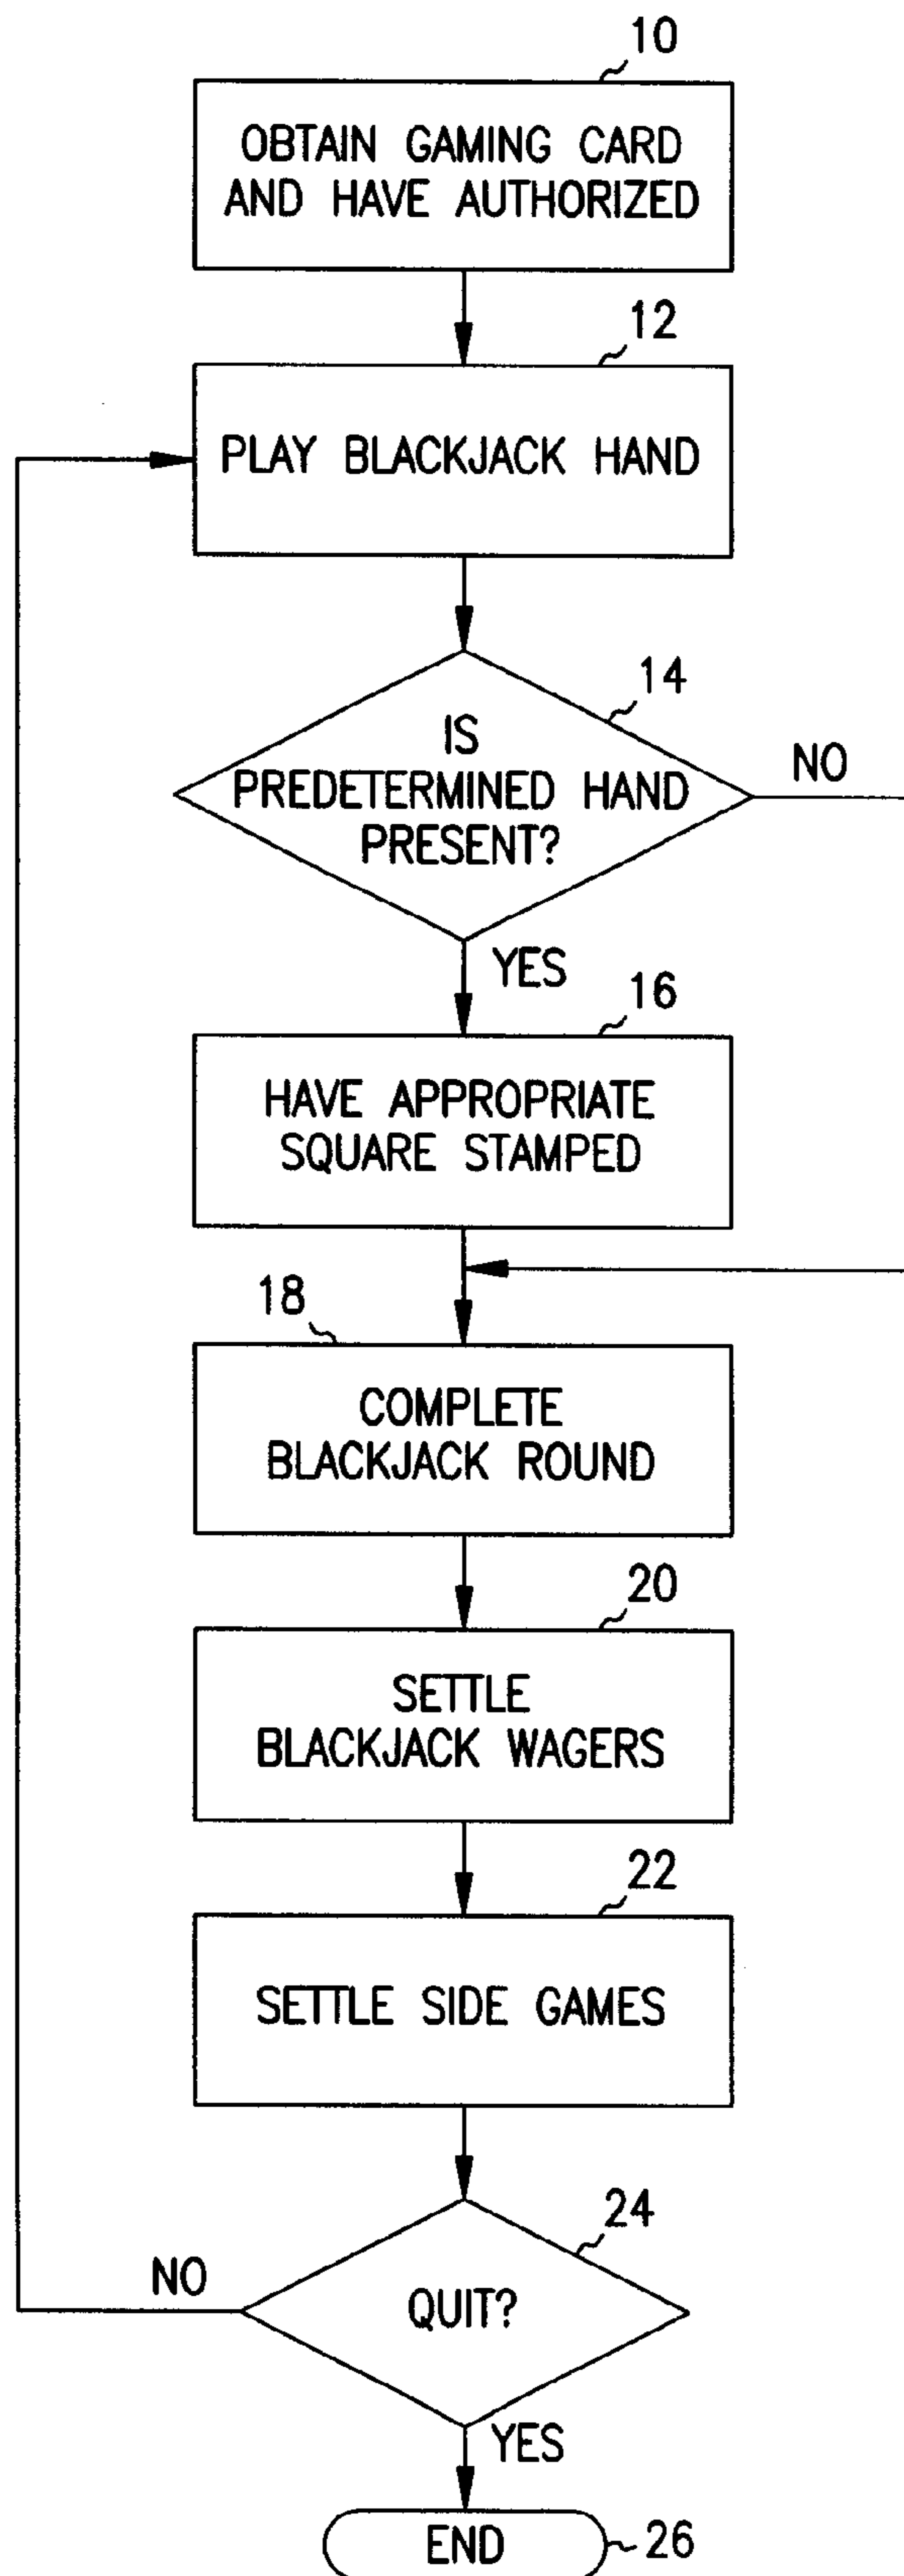 10
OBTAIN GAMING CARD
AND HAVE AUTHORIZED
12
PLAY BLACKJACK HAND
14
IS
PREDETERMINED HAND
PRESENT?
NO
YES
16
HAVE APPROPRIATE
SQUARE STAMPED
18
COMPLETE
BLACKJACK ROUND
20
SETTLE
BLACKJACK WAGERS
22
SETTLE SIDE GAMES
24
NO
QUIT?
YES
END
26